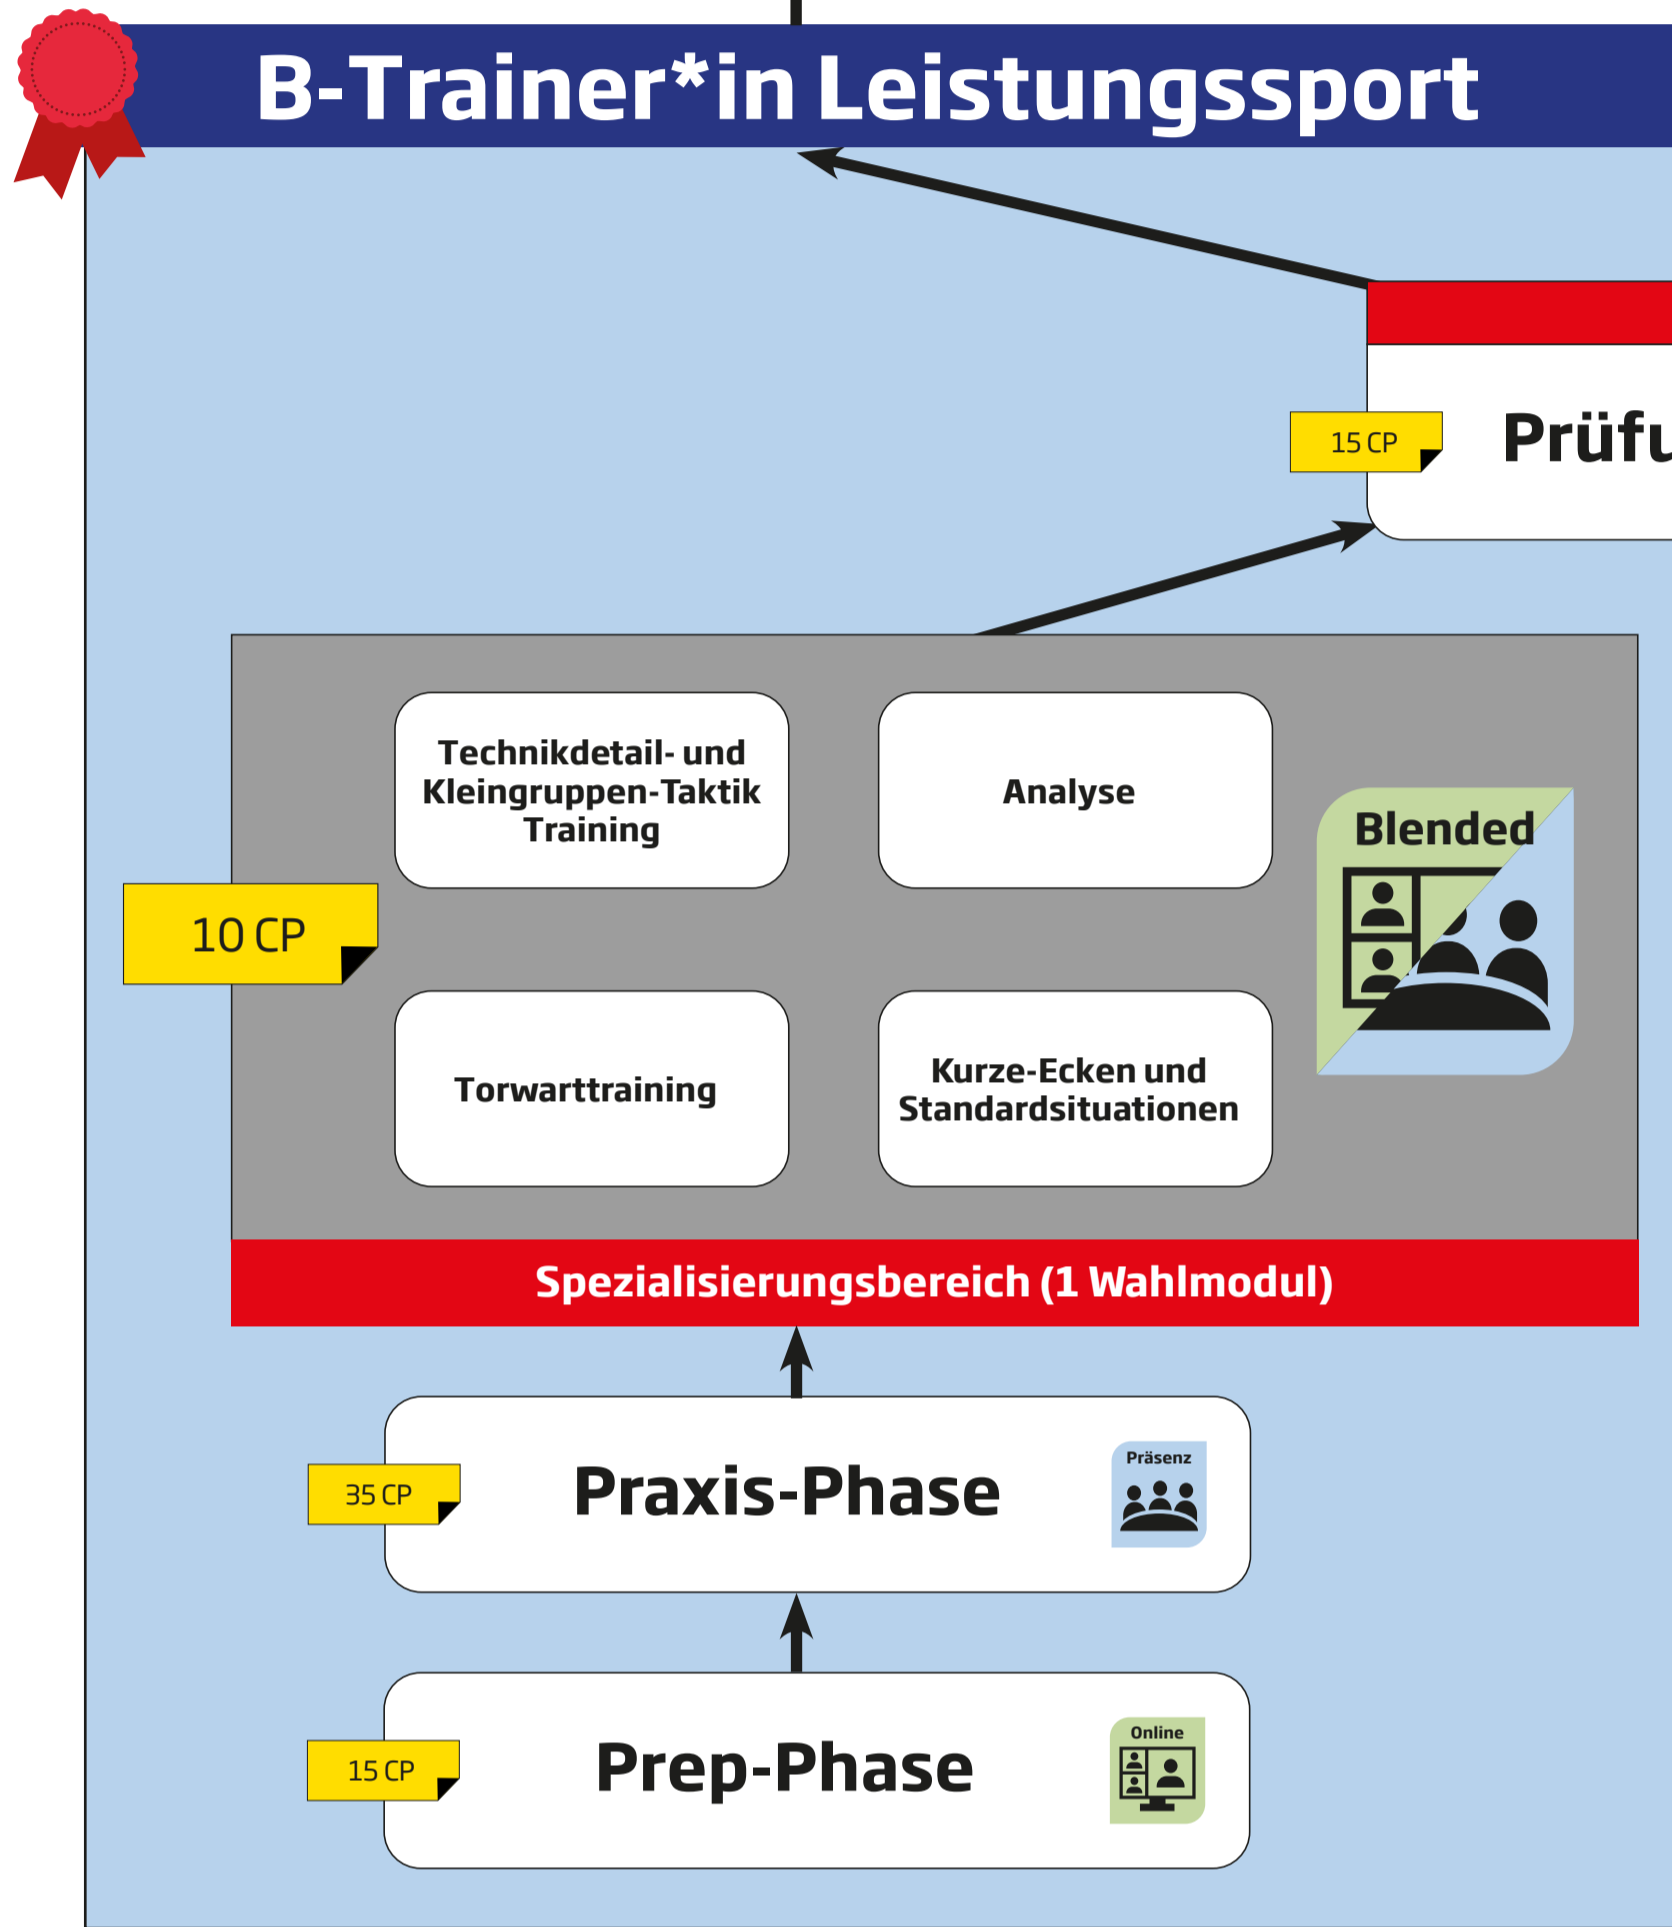 B-Trainer*in Leistungssport
15 CP
Technikdetail- und
Kleingruppen-Taktik
Training
Analyse
Blended
10 CP
Torwarttraining
Kurze-Ecken und
Standardsituationen
Spezialisierungsbereich (1 Wahlmodul)
35 CP
Praxis-Phase
Präsenz
15 CP
Prep-Phase
Online